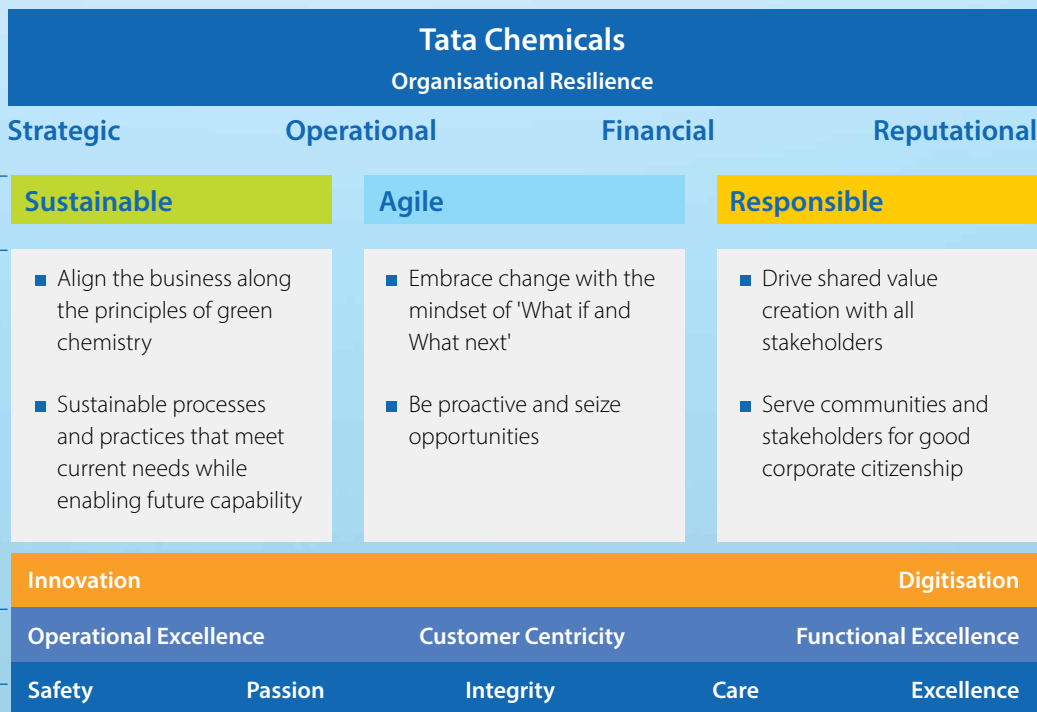 Tata Chemicals
Organisational Resilience
Strategic Operational Financial Reputational
Sustainable
■ Align the business along
the principles of green
chemistry
■ Sustainable processes
and practices that meet
current needs while
enabling future capability
Agile
■ Embrace change with the
mindset of 'What if and
What next'
■ Be proactive and seize
opportunities
Responsible
■ Drive shared value
creation with all
stakeholders
■ Serve communities and
stakeholders for good
corporate citizenship
Innovation Digitisation
Operational Excellence Customer Centricity Functional Excellence
Safety Passion Integrity Care Excellence